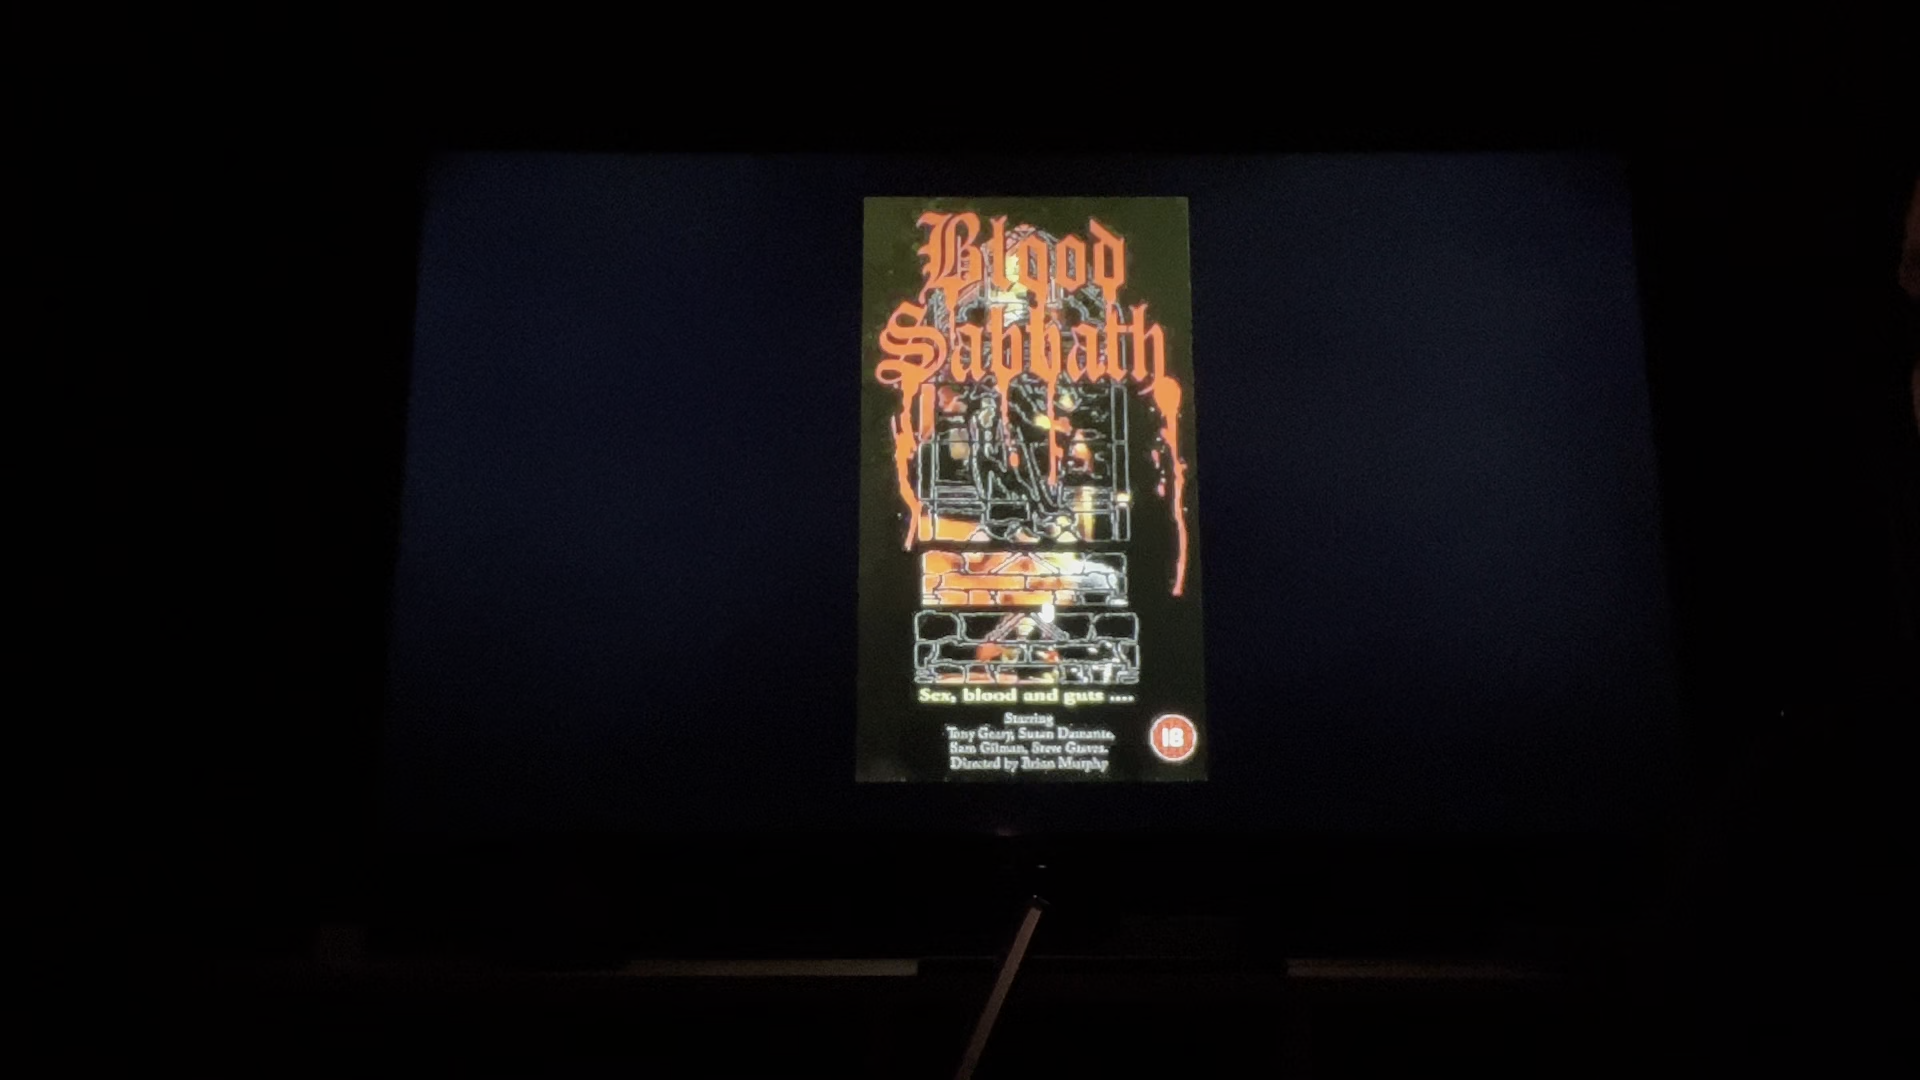 Blood
Sabbath
Sex, blood and guts ....
Starring
Tony Geary, Susan Damante,
Sam Gilman, Steve Graves.
Directed by Brian Murphy
18